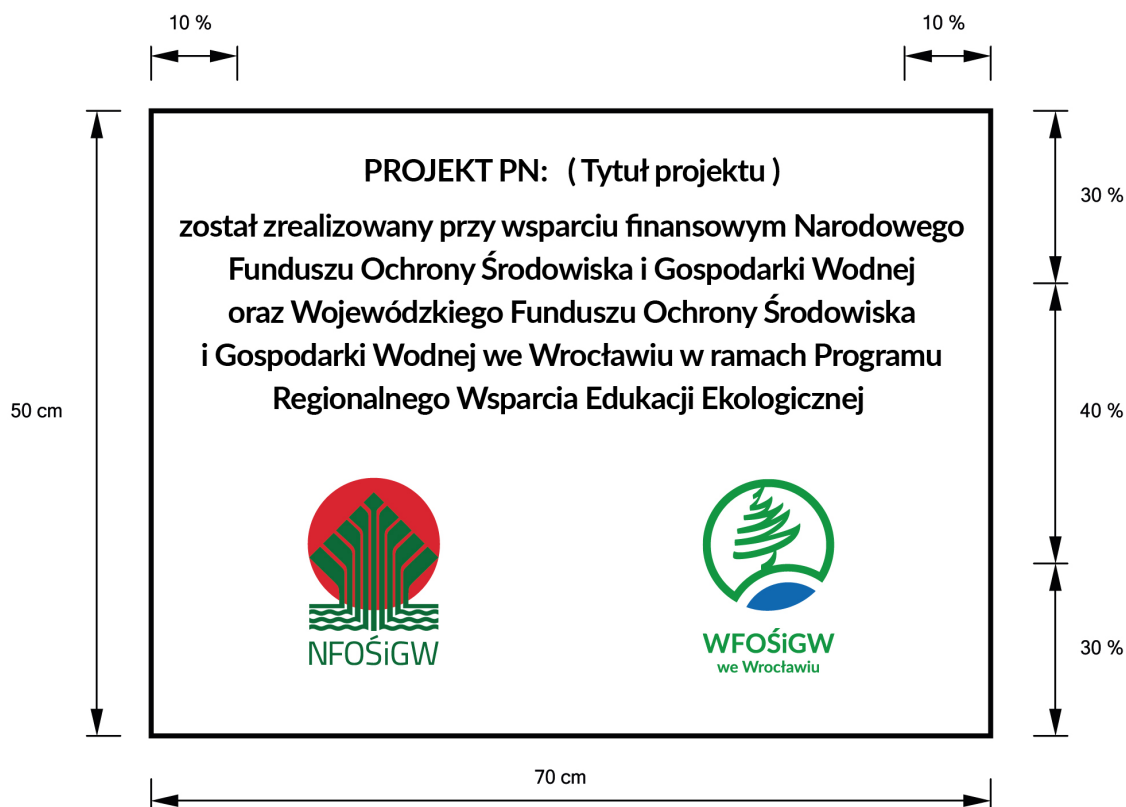 10 %
10 %
PROJEKT PN: ( Tytuł projektu )
został zrealizowany przy wsparciu finansowym Narodowego
Funduszu Ochrony Środowiska i Gospodarki Wodnej
oraz Wojewódzkiego Funduszu Ochrony Środowiska
i Gospodarki Wodnej we Wrocławiu w ramach Programu
Regionalnego Wsparcia Edukacji Ekologicznej
30 %
50 cm
40 %
NFOŚiGW
WFOŚiGW
we Wrocławiu
30 %
70 cm